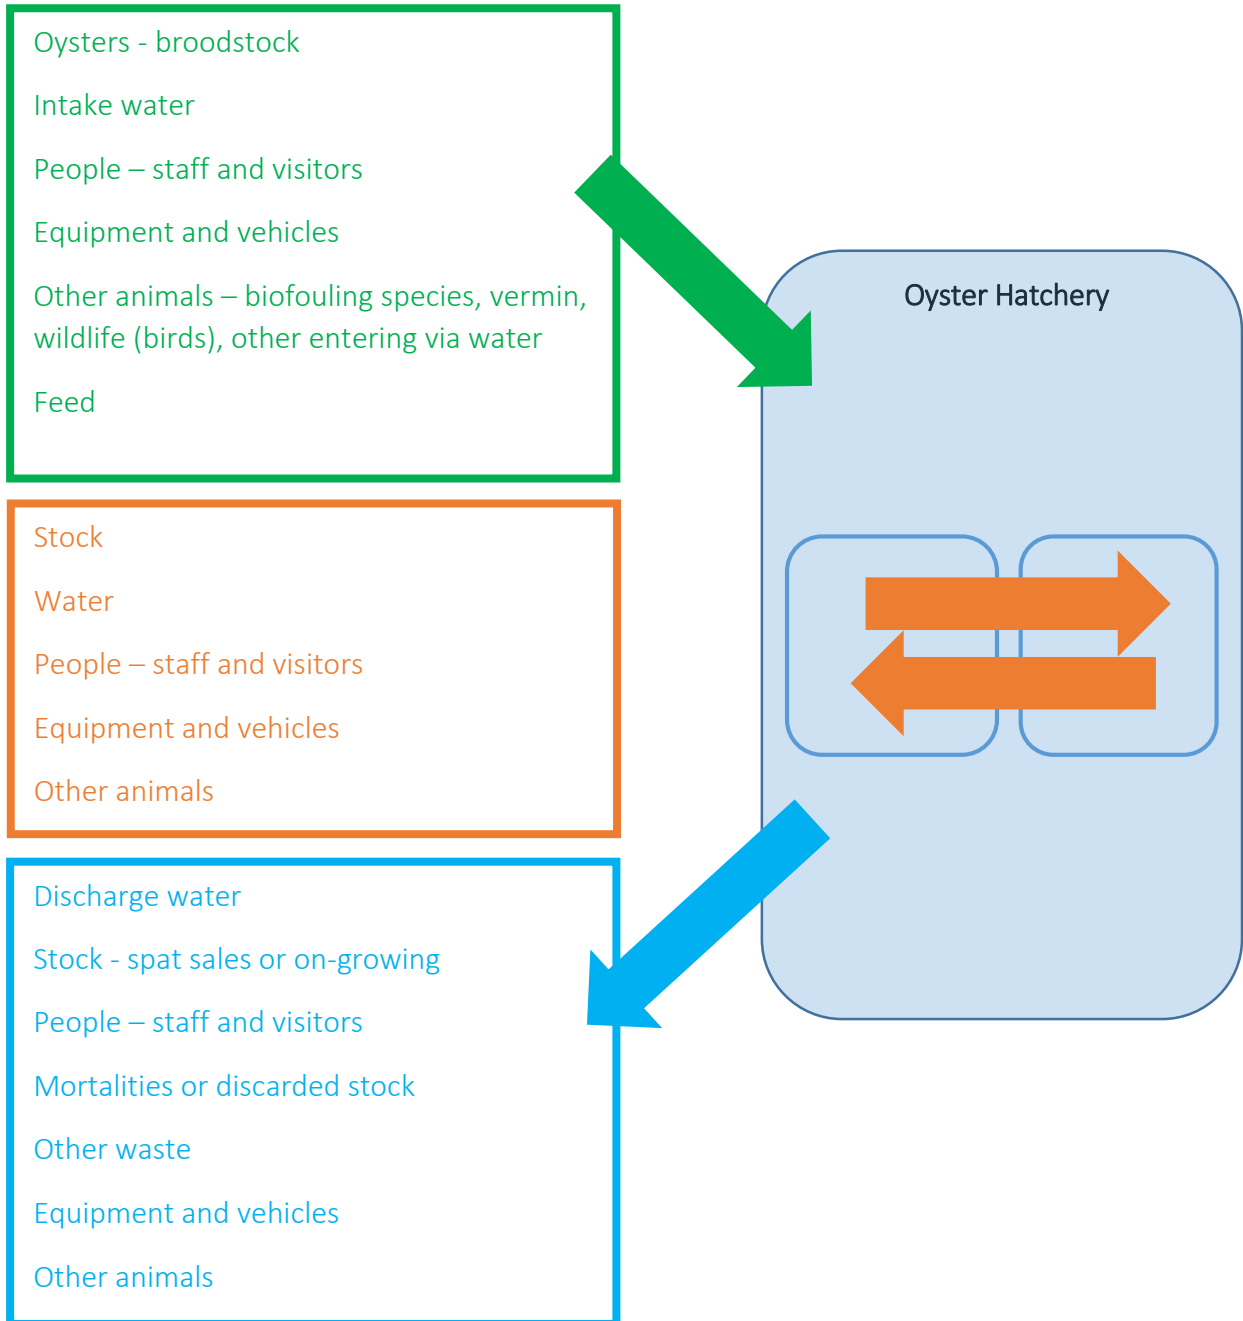 Oysters - broodstock
Intake water
People – staff and visitors
Equipment and vehicles
Other animals – biofouling species, vermin,
wildlife (birds), other entering via water
Feed
Oyster Hatchery
Stock
Water
People – staff and visitors
Equipment and vehicles
Other animals
Discharge water
Stock - spat sales or on-growing
People – staff and visitors
Mortalities or discarded stock
Other waste
Equipment and vehicles
Other animals